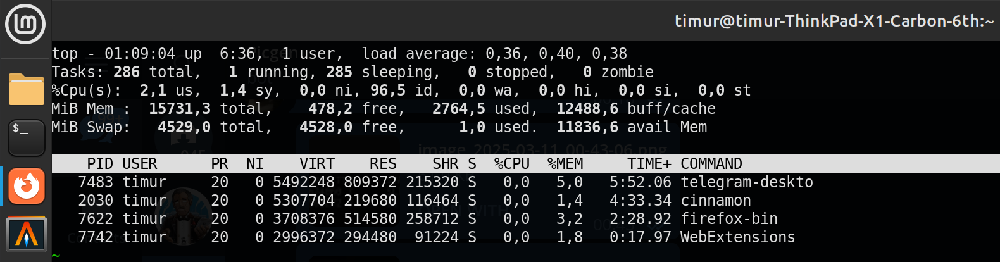 timur@timur-ThinkPad-X1-Carbon-6th:~
top - 01:09:04 up  6:36,  1 user,  load average: 0,36, 0,40, 0,38
Tasks: 286 total,   1 running, 285 sleeping,   0 stopped,   0 zombie
%Cpu(s):  2,1 us,  1,4 sy,  0,0 ni, 96,5 id,  0,0 wa,  0,0 hi,  0,0 si,  0,0 st
MiB Mem :  15731,3 total,    478,2 free,   2764,5 used,  12488,6 buff/cache
MiB Swap:   4529,0 total,   4528,0 free,      1,0 used.  11836,6 avail Mem
image_2025-03-11_00-43-06.png
PID USER      PR  NI    VIRT    RES    SHR S  %CPU  %MEM     TIME+ COMMAND
7483 timur     20   0 5492248 809372 215320 S   0,0   5,0   5:52.06 telegram-deskto
2030 timur     20   0 5307704 219680 116464 S   0,0   1,4   4:33.34 cinnamon
OPEN WITH
7622 timur     20   0 3708376 514580 258712 S   0,0   3,2   2:28.92 firefox-bin
7742 timur     20   0 2996372 294480  91224 S   0,0   1,8   0:17.97 WebExtensions
~
$_